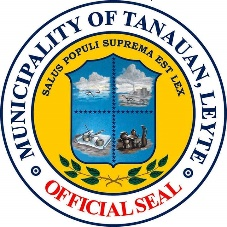 MUNICIPALITY OF TANAUAN, LEYTE
SALUS POPULI SUPREMA EST LEX
OFFICIAL SEAL